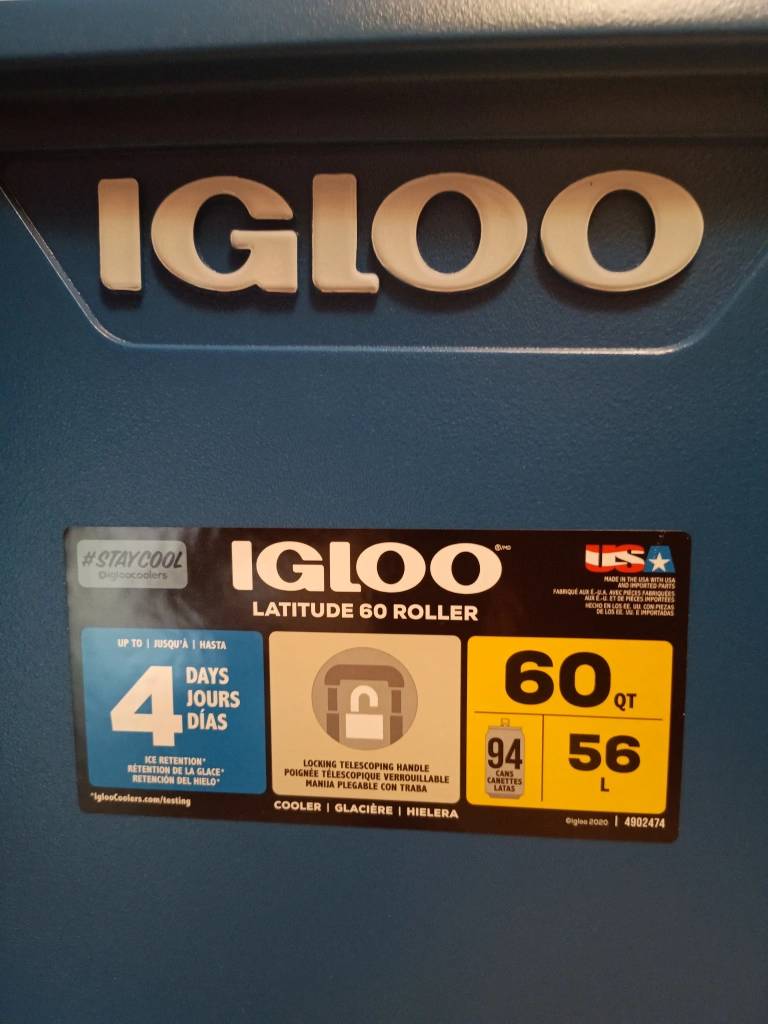 IGLOO
#STAYCOOL
@igloocoolers
IGLOO®/MD
LATITUDE 60 ROLLER
USA
MADE IN THE USA WITH USA
AND IMPORTED PARTS
FABRIQUÉ AUX É.-U.A. AVEC PIÈCES FABRIQUÉES
AUX É.-U. ET DE PIÈCES IMPORTÉES
HECHO EN LOS EE. UU. CON PIEZAS
DE LOS EE. UU. E IMPORTADAS
UP TO | JUSQU'À | HASTA
4 DAYS
JOURS
DÍAS
ICE RETENTION*
RÉTENTION DE LA GLACE*
RETENCIÓN DEL HIELO*
*IglooCoolers.com/testing
LOCKING TELESCOPING HANDLE
POIGNÉE TÉLESCOPIQUE VERROUILLABLE
MANIJA PLEGABLE CON TRABA
COOLER | GLACIÈRE | HIELERA
60 QT
94
CANS
CANETTES
LATAS
56
L
©Igloo 2020 | 4902474